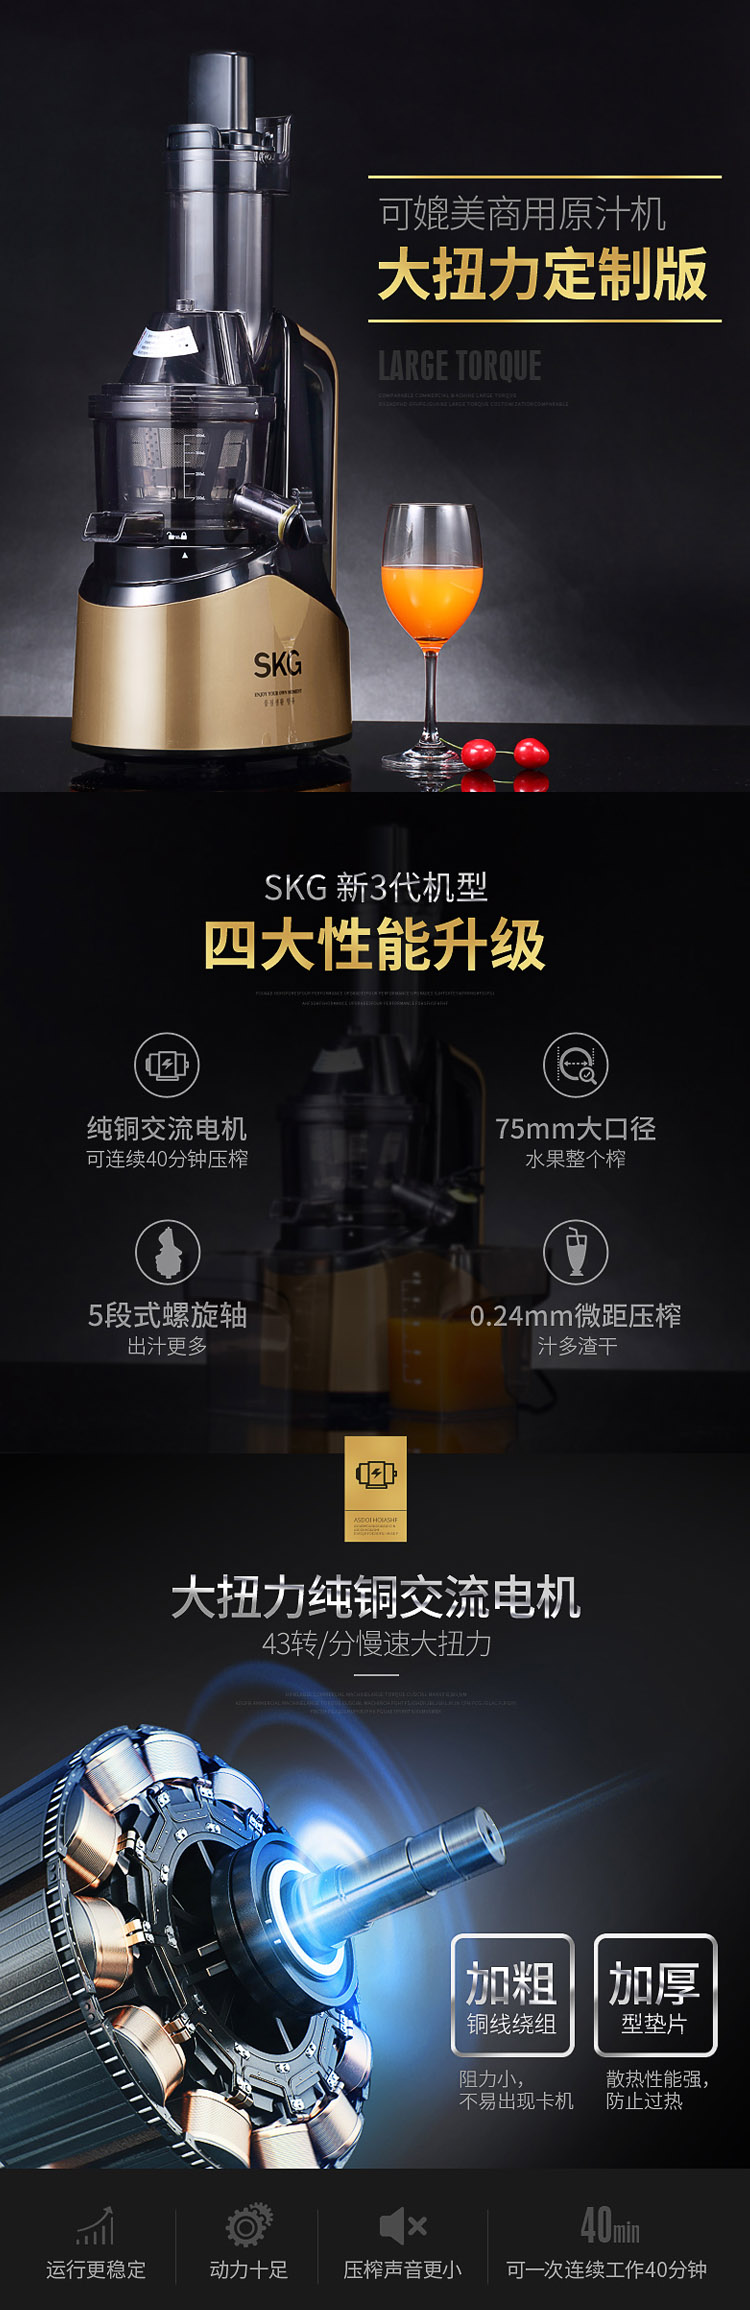 可媲美商用原汁机
大扭力定制版
LARGE TORQUE
SKG
ENJOY YOUR OWN MOMENT
SKG 新3代机型
四大性能升级
纯铜交流电机
可连续40分钟压榨
75mm大口径
水果整个榨
5段式螺旋轴
出汁更多
0.24mm微距压榨
汁多渣干
大扭力纯铜交流电机
43转/分慢速大扭力
加粗
铜线绕组
阻力小，
不易出现卡机
加厚
型垫片
散热性能强，
防止过热
运行更稳定
动力十足
压榨声音更小
40min
可一次连续工作40分钟